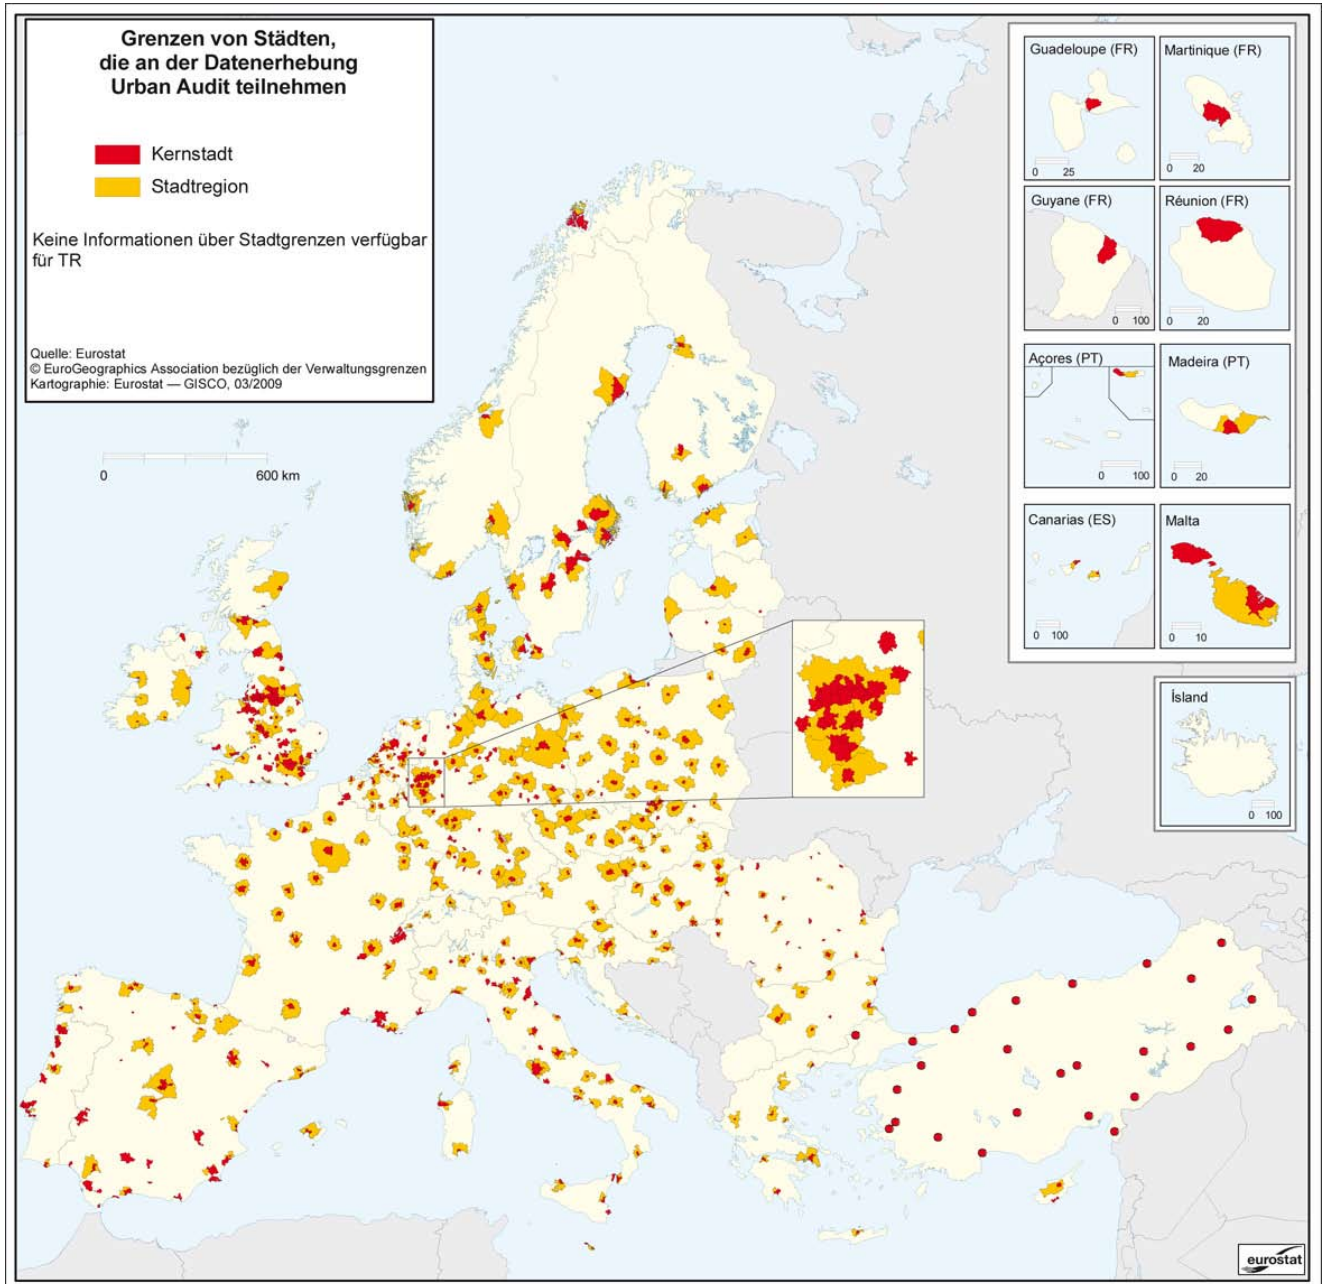 Grenzen von Städten,
die an der Datenerhebung
Urban Audit teilnehmen
Kernstadt
Stadtregion
Keine Informationen über Stadtgrenzen verfügbar
für TR
Quelle: Eurostat
© EuroGeographics Association bezüglich der Verwaltungsgrenzen
Kartographie: Eurostat — GISCO, 03/2009
0 600 km
Guadeloupe (FR)
0 25
Martinique (FR)
0 20
Guyane (FR)
0 100
Réunion (FR)
0 20
Açores (PT)
0 100
Madeira (PT)
0 20
Canarias (ES)
0 100
Malta
0 10
Ísland
0 100
eurostat